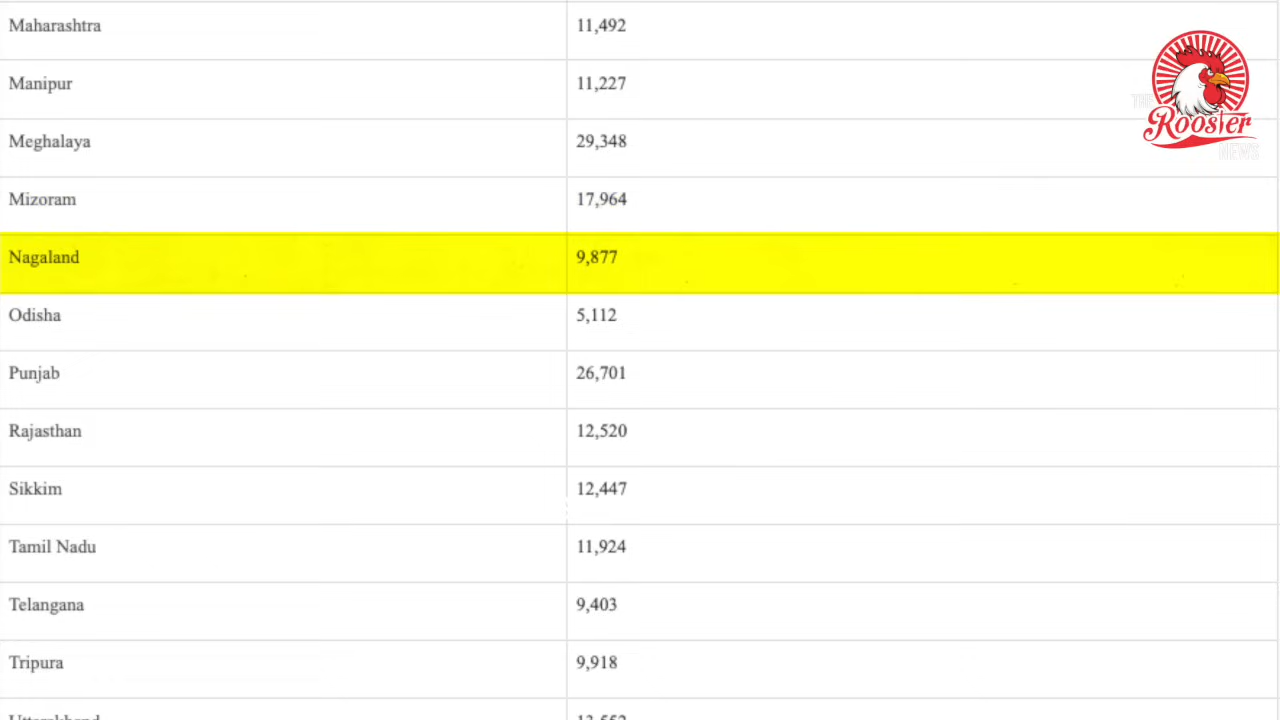 Maharashtra 11,492
Manipur 11,227
Meghalaya 29,348
Mizoram 17,964
Nagaland 9,877
Odisha 5,112
Punjab 26,701
Rajasthan 12,520
Sikkim 12,447
Tamil Nadu 11,924
Telangana 9,403
Tripura 9,918
THE
Rooster
NEWS